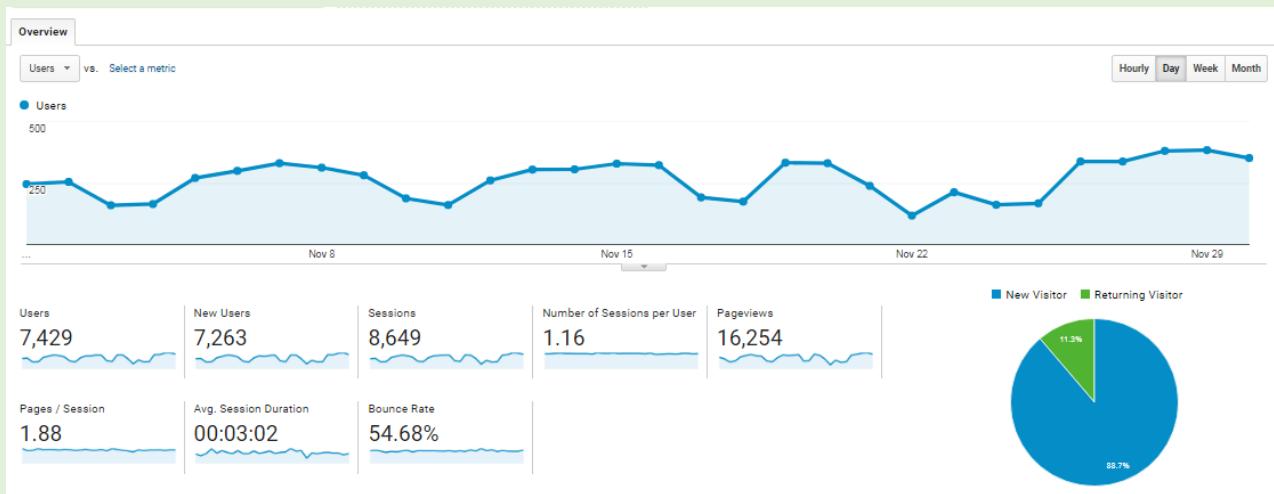 Overview
Users vs. Select a metric
Hourly Day Week Month
Users
500
250
... Nov 8 Nov 15 Nov 22 Nov 29
New Visitor Returning Visitor
Users
7,429
New Users
7,263
Sessions
8,649
Number of Sessions per User
1.16
Pageviews
16,254
Pages / Session
1.88
Avg. Session Duration
00:03:02
Bounce Rate
54.68%
11.3%
88.7%